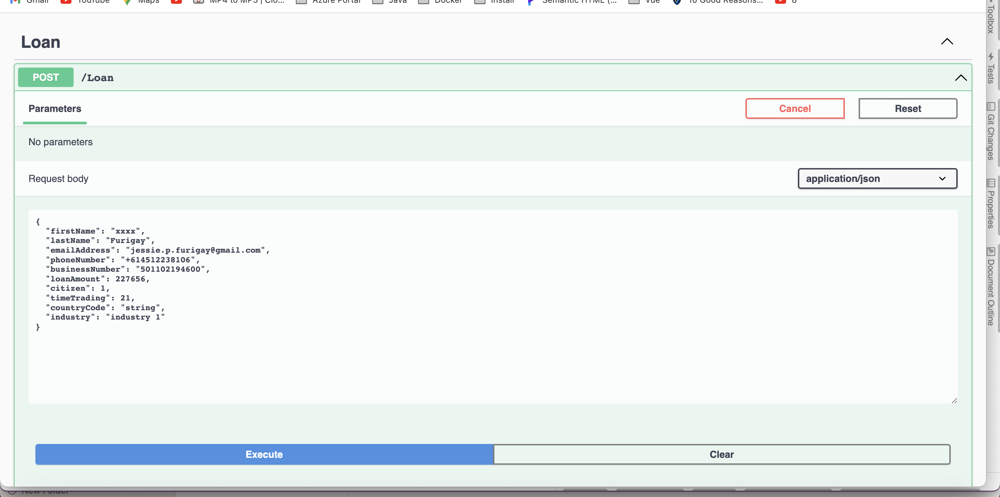 Gmail YouTube Maps MP4 to MP3 | Clo... Azure Portal Java Docker Install Semantic HTML (... Vue 10 Good Reasons... 8
Loan
POST /Loan
Parameters Cancel Reset
No parameters
Request body application/json
{
"firstName": "xxxx",
"lastName": "Furigay",
"emailAddress": "jessie.p.furigay@gmail.com",
"phoneNumber": "+614512238106",
"businessNumber": "501102194600",
"loanAmount": 227656,
"citizen": 1,
"timeTrading": 21,
"countryCode": "string",
"industry": "industry 1"
}
Execute Clear
Toolbox
Tests
Git Changes
Properties
Document Outline
New Folder